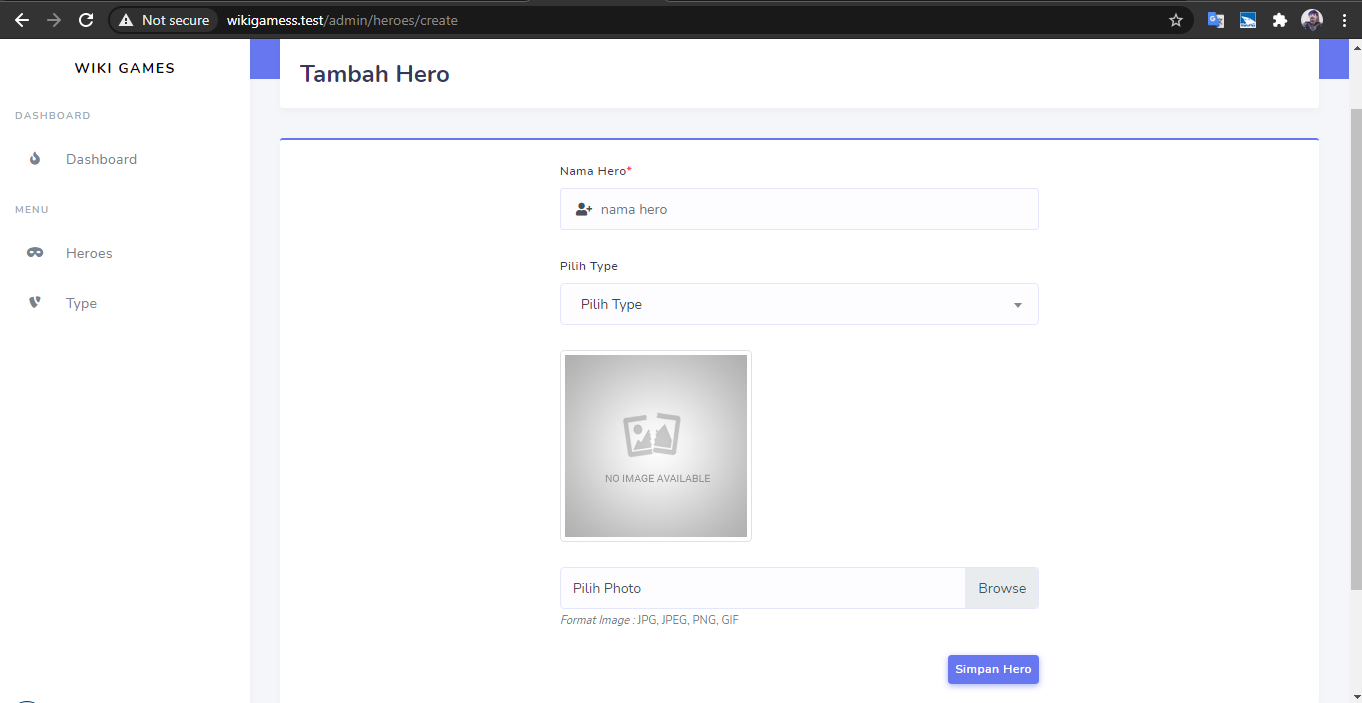 Not secure
wikigamess.test/admin/heroes/create
WIKI GAMES
DASHBOARD
Dashboard
MENU
Heroes
Type
Tambah Hero
Nama Hero*
nama hero
Pilih Type
Pilih Type
NO IMAGE AVAILABLE
Pilih Photo
Browse
Format Image : JPG, JPEG, PNG, GIF
Simpan Hero